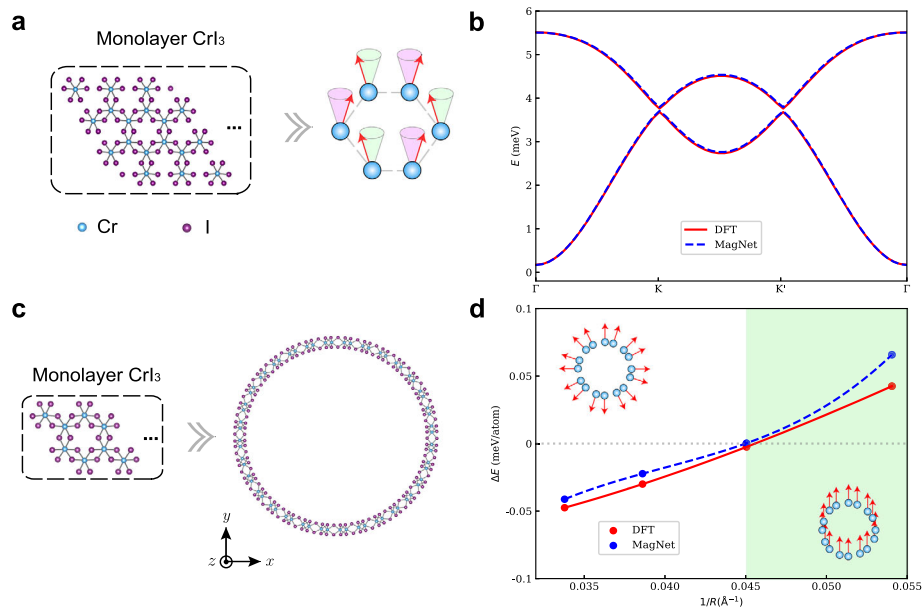 a
Monolayer CrI₃
...
Cr
I
b
E (meV)
6
5
4
3
2
1
0
DFT
MagNet
Γ
K
K'
Γ
c
Monolayer CrI₃
...
y
z
x
d
ΔE (meV/atom)
0.1
0.05
0
-0.05
-0.1
DFT
MagNet
0.035
0.040
0.045
0.050
0.055
1/R(Å⁻¹)